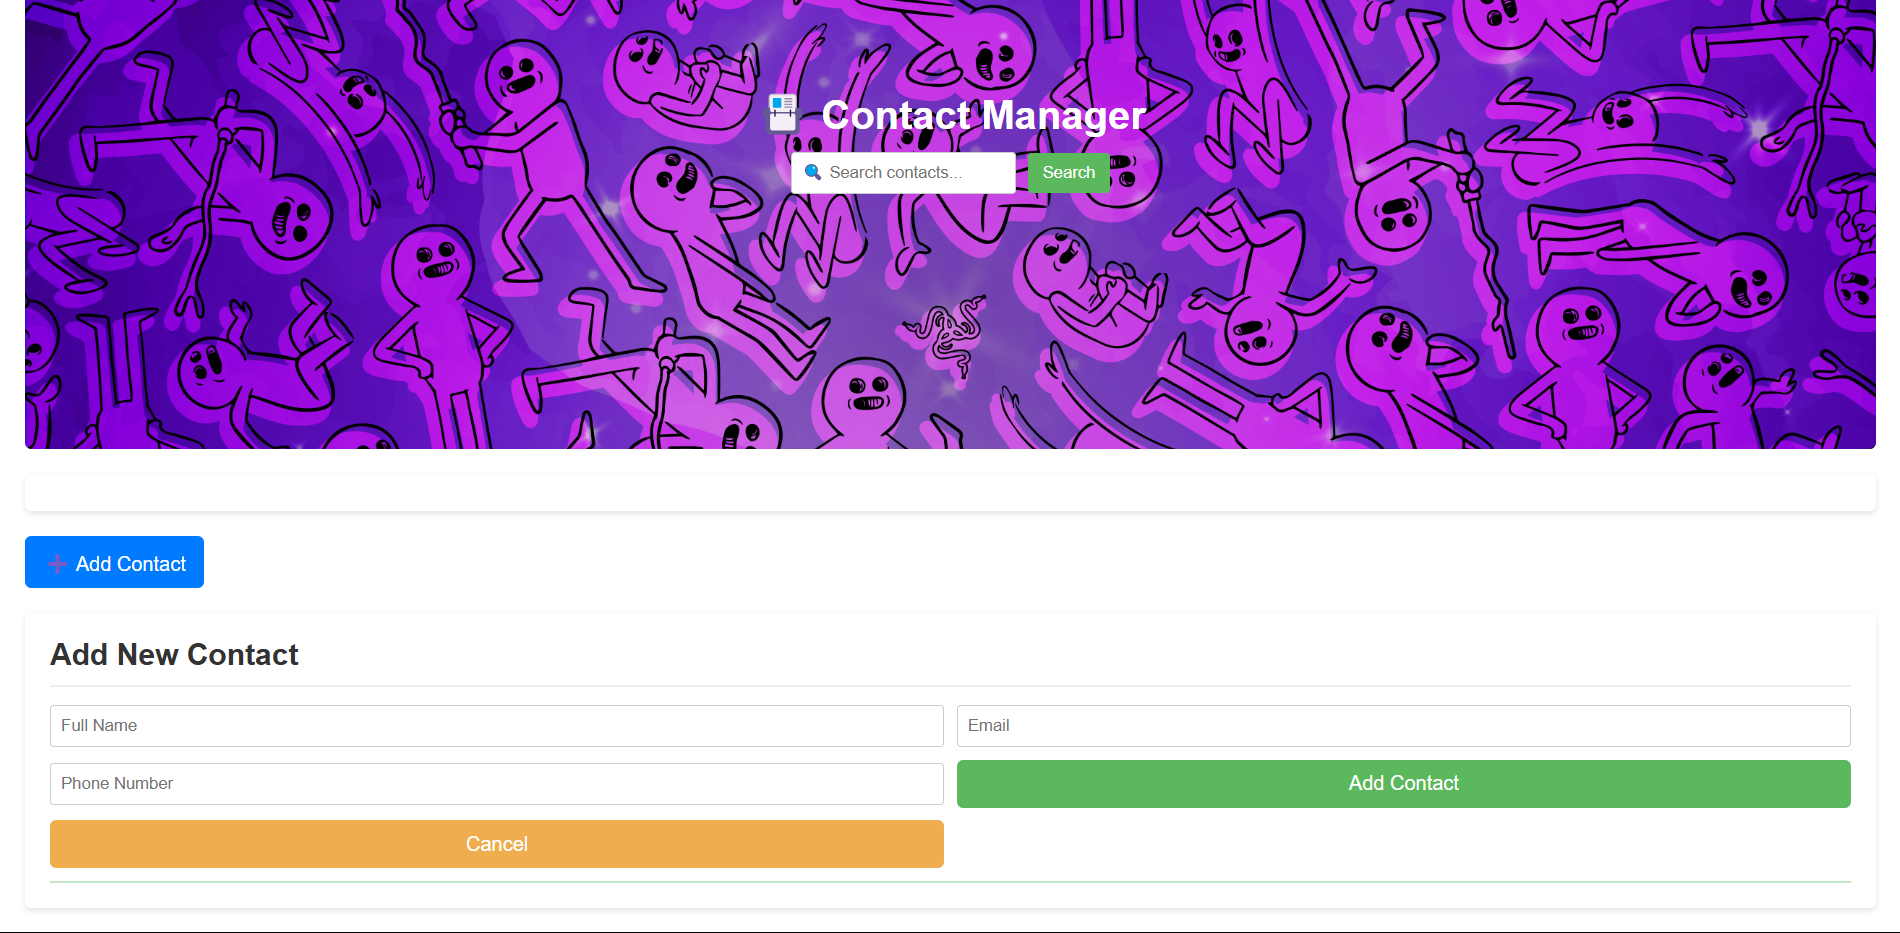 Contact Manager
Search contacts...
Search
Add Contact
Add New Contact
Full Name
Email
Phone Number
Add Contact
Cancel